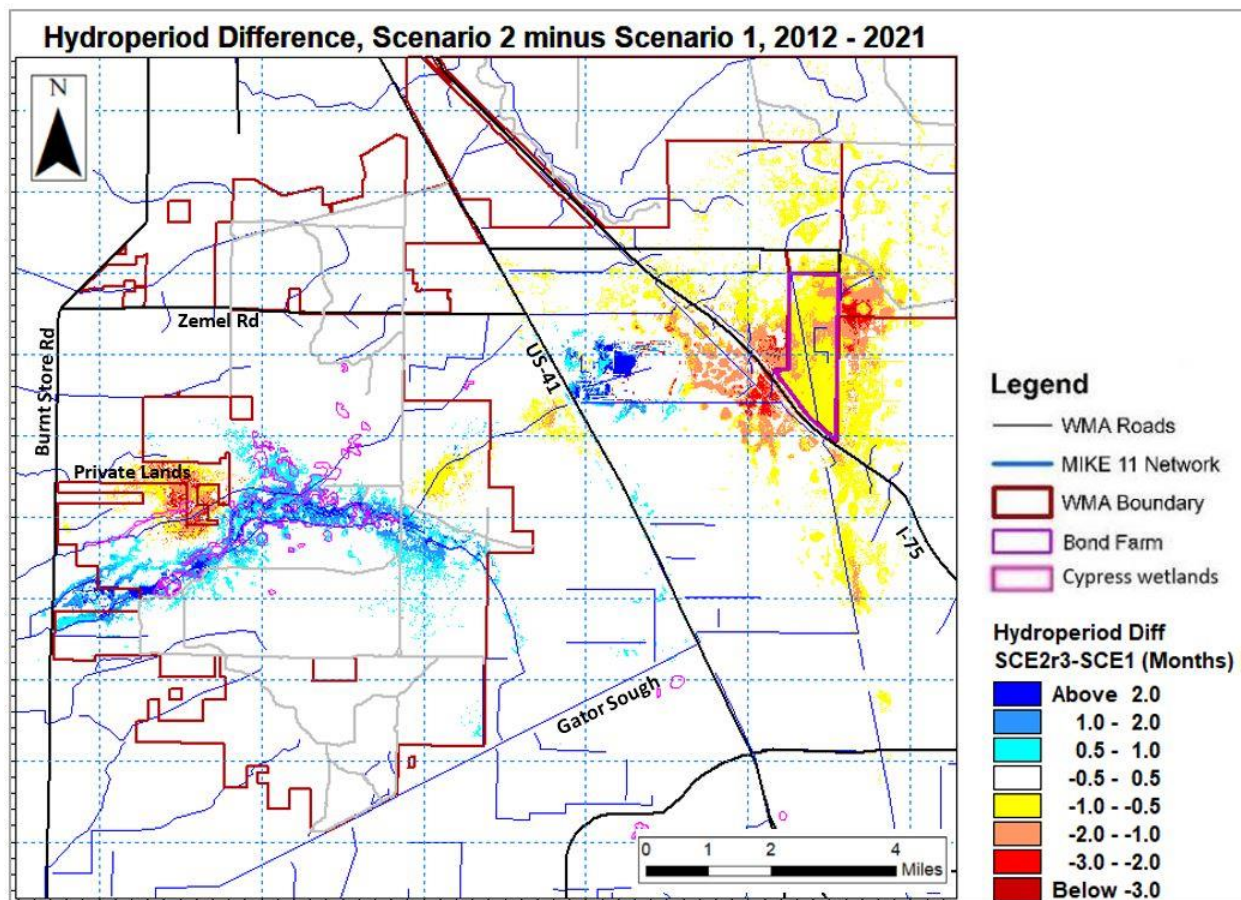 Hydroperiod Difference, Scenario 2 minus Scenario 1, 2012 - 2021
N
Zemel Rd
Burnt Store Rd
US-41
Private Lands
I-75
Gator Sough
0 1 2 4
Miles
Legend
WMA Roads
MIKE 11 Network
WMA Boundary
Bond Farm
Cypress wetlands
Hydroperiod Diff
SCE2r3-SCE1 (Months)
Above 2.0
1.0 - 2.0
0.5 - 1.0
-0.5 - 0.5
-1.0 - -0.5
-2.0 - -1.0
-3.0 - -2.0
Below -3.0